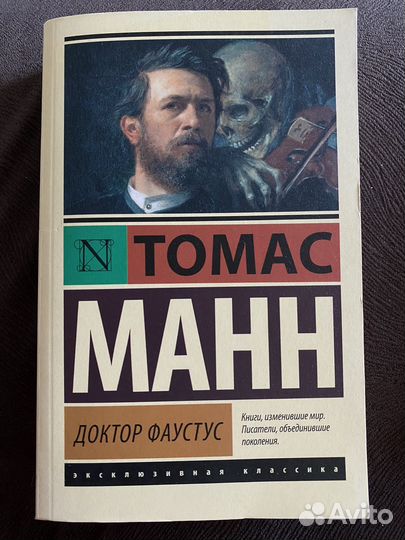 N
ТОМАС
МАНН
ДОКТОР ФАУСТУС
Книги, изменившие мир.
Писатели, объединившие
поколения.
эксклюзивная классика
Avito